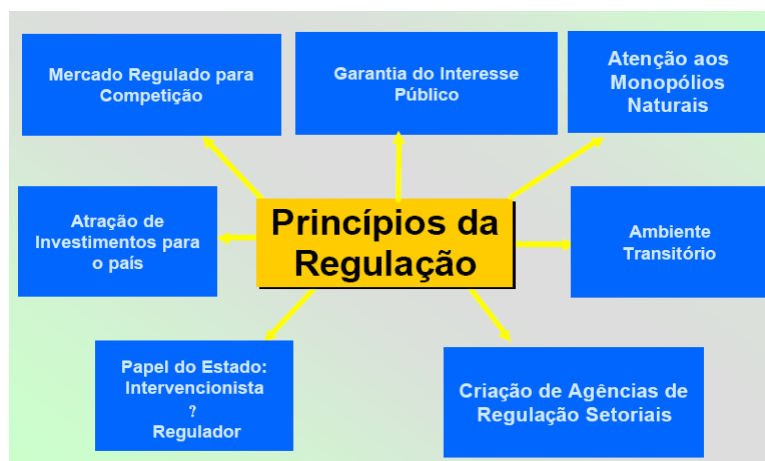 Mercado Regulado para
Competição
Garantia do Interesse
Público
Atenção aos
Monopólios
Naturais
Atração de
Investimentos para
o país
Princípios da
Regulação
Ambiente
Transitório
Papel do Estado:
Intervencionista
?
Regulador
Criação de Agências de
Regulação Setoriais